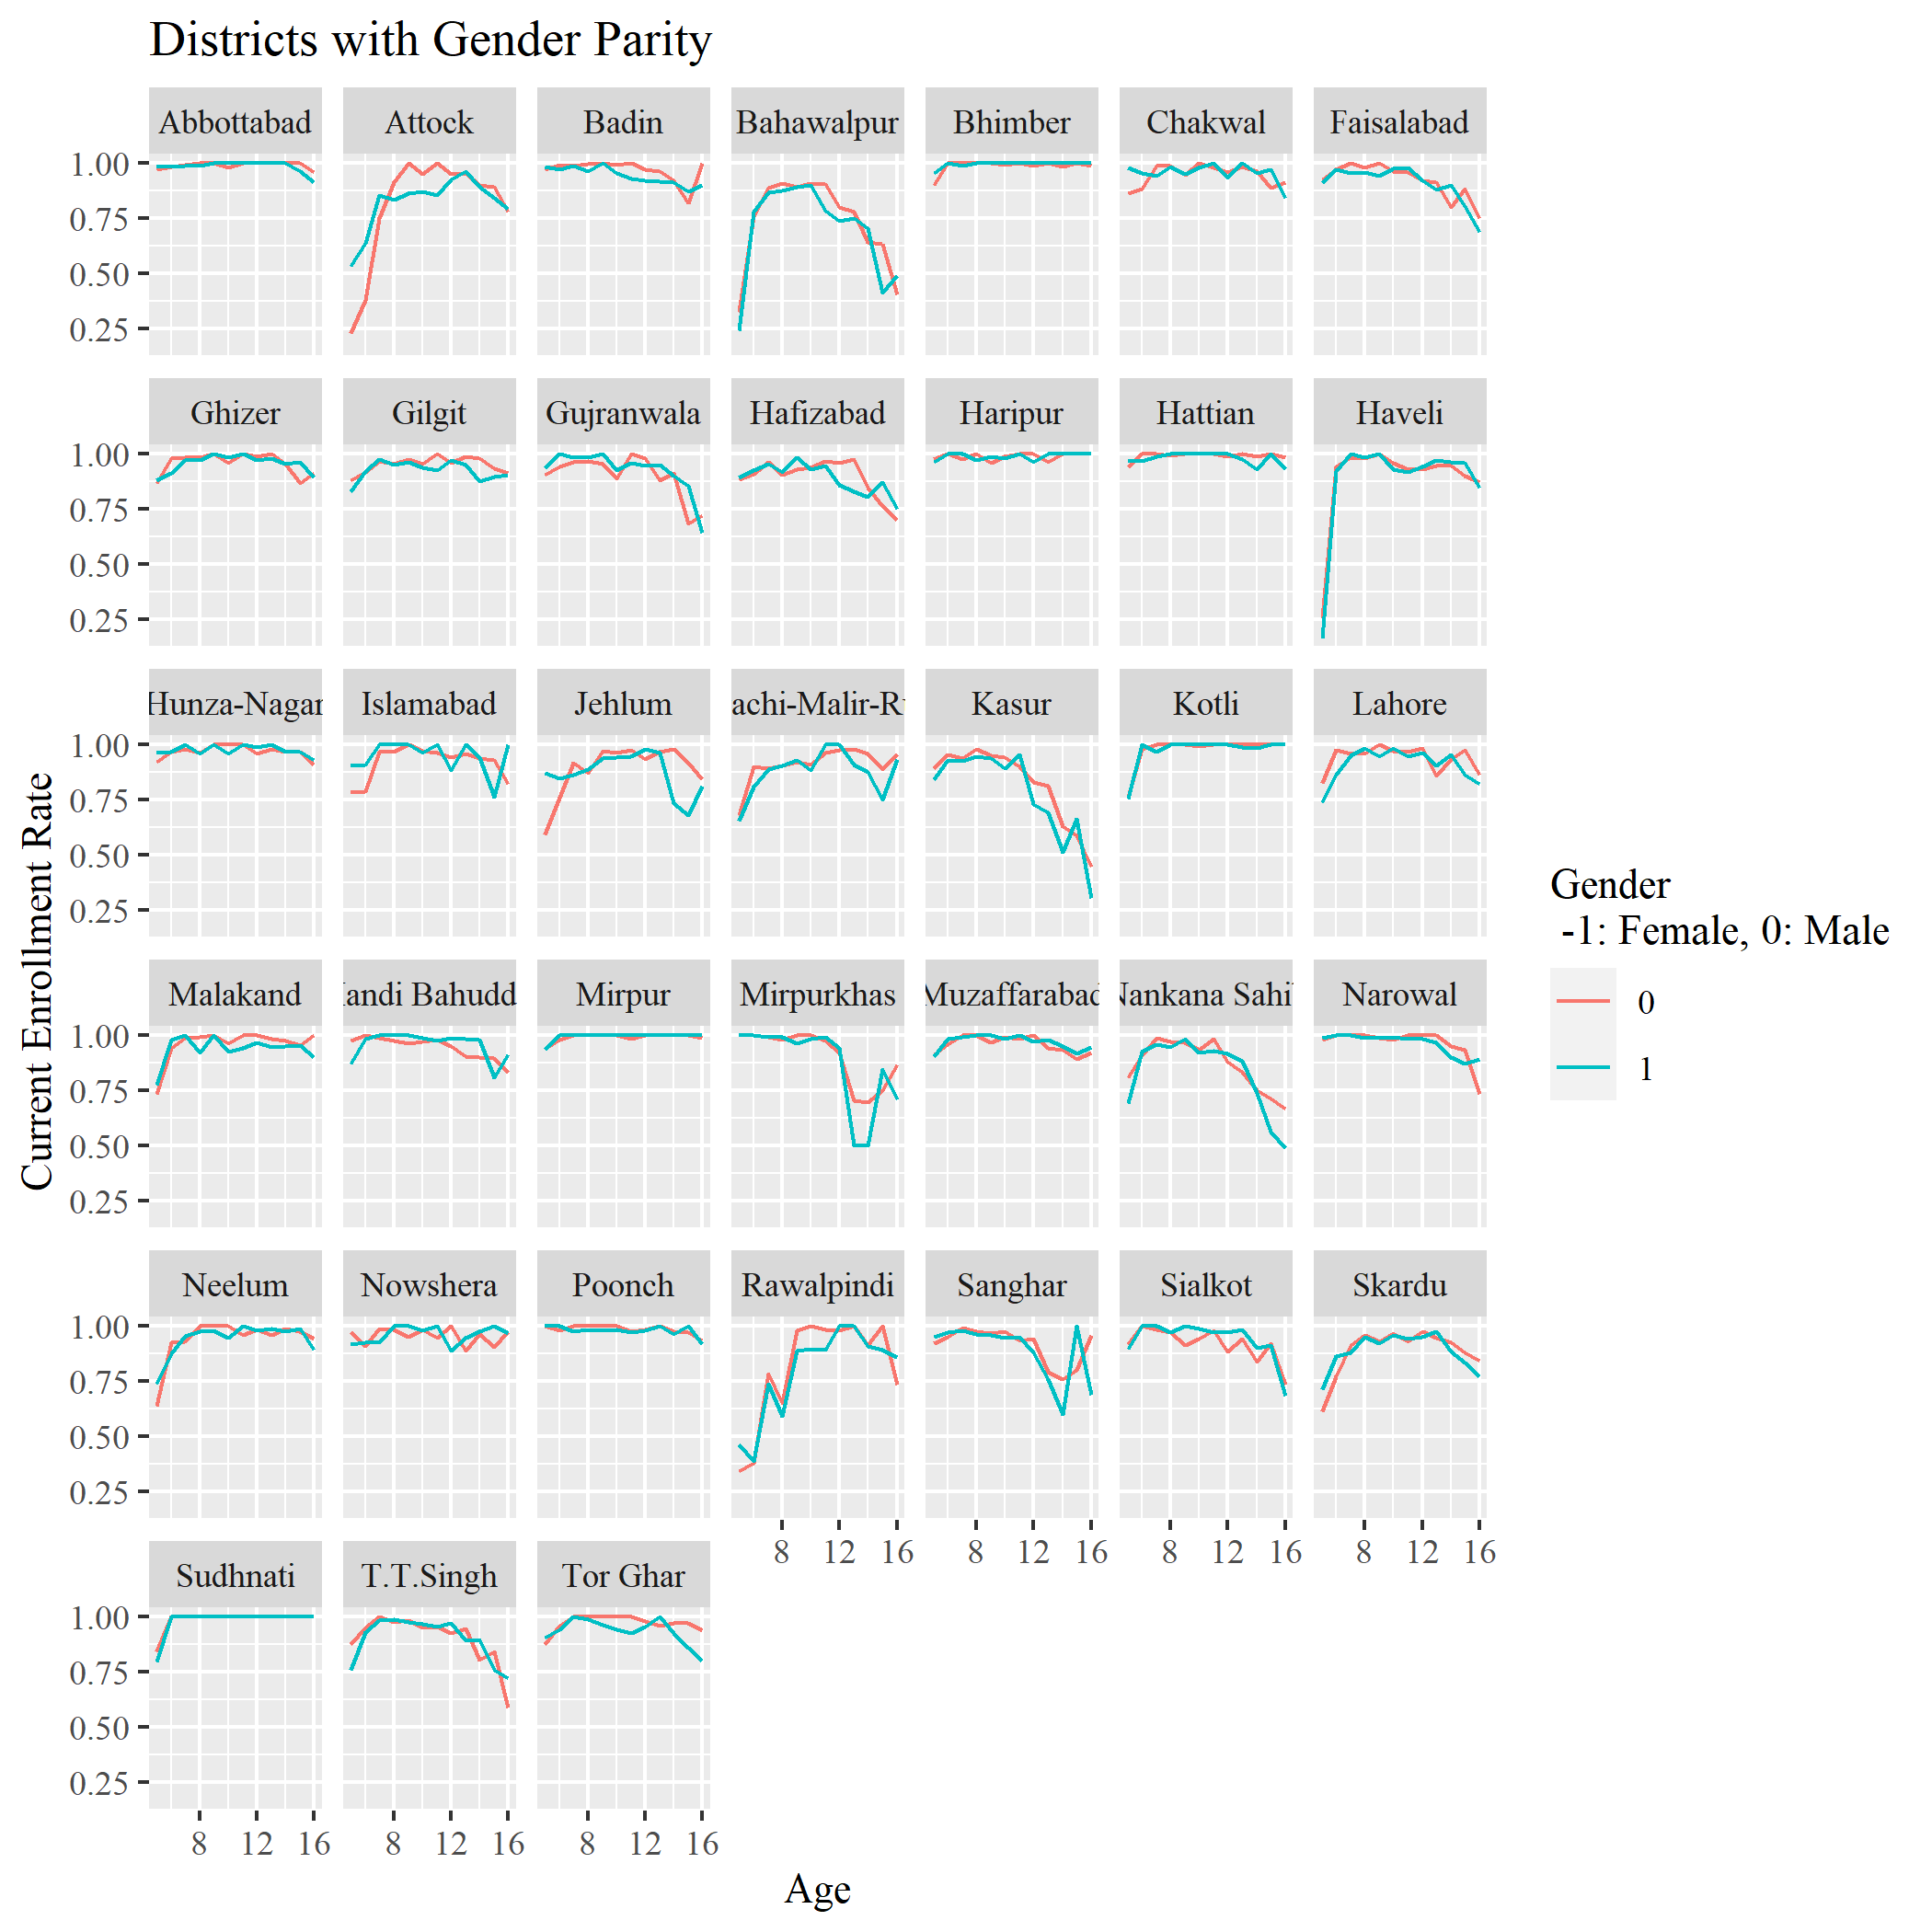 Districts with Gender Parity
Abbottabad Attock Badin Bahawalpur Bhimber Chakwal Faisalabad
1.00
0.75
0.50
0.25
Ghizer Gilgit Gujranwala Hafizabad Haripur Hattian Haveli
1.00
0.75
0.50
0.25
Hunza-Nagar Islamabad Jehlum achi-Malir-Ru Kasur Kotli Lahore
1.00
0.75
0.50
0.25
Malakand andi Bahudd Mirpur Mirpurkhas Muzaffarabad Nankana Sahib Narowal
1.00
0.75
0.50
0.25
Neelum Nowshera Poonch Rawalpindi Sanghar Sialkot Skardu
1.00
0.75
0.50
0.25
8 12 16 8 12 16 8 12 16 8 12 16
Sudhnati T.T.Singh Tor Ghar
1.00
0.75
0.50
0.25
8 12 16 8 12 16 8 12 16
Age
Current Enrollment Rate
Gender
-1: Female, 0: Male
0
1